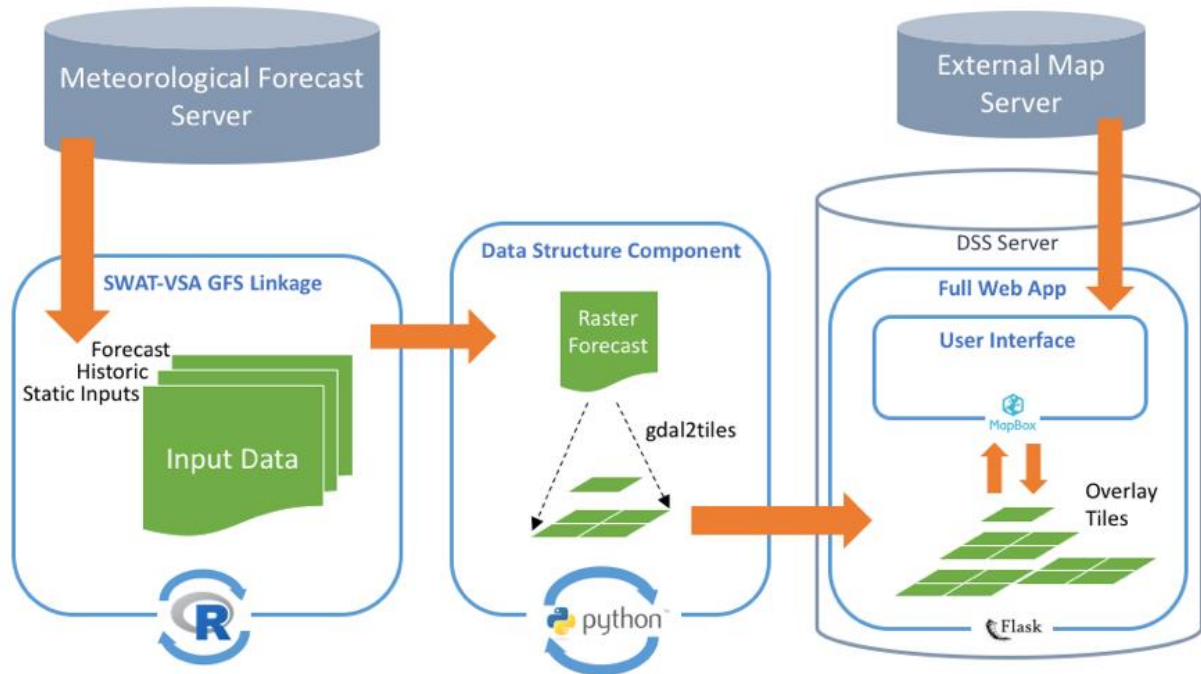 Meteorological Forecast
Server
External Map
Server
SWAT-VSA GFS Linkage
Forecast
Historic
Static Inputs
Input Data
R
Data Structure Component
Raster
Forecast
gdal2tiles
python™
DSS Server
Full Web App
User Interface
MapBox
Overlay
Tiles
Flask